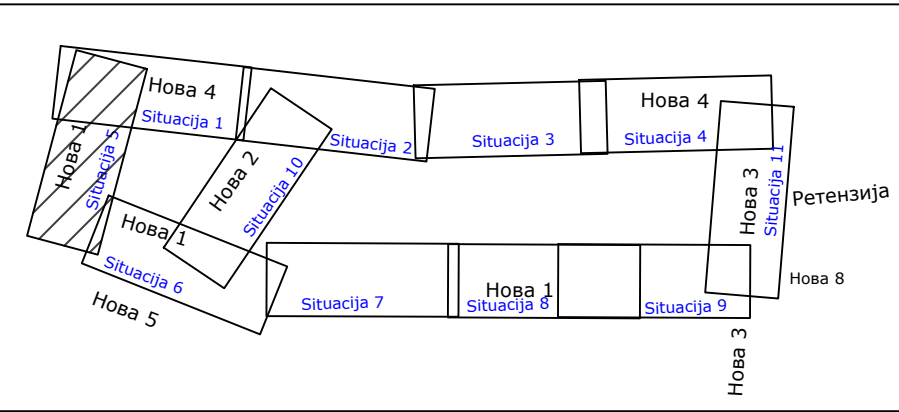 Нова 4
Situacija 1
Situacija 2
Situacija 3
Нова 4
Situacija 4
Нова 1
Situacija 5
Нова 2
Situacija 10
Нова 3
Situacija 11
Ретензија
Нова 1
Situacija 6
Нова 5
Situacija 7
Нова 1
Situacija 8
Situacija 9
Нова 8
Нова 3